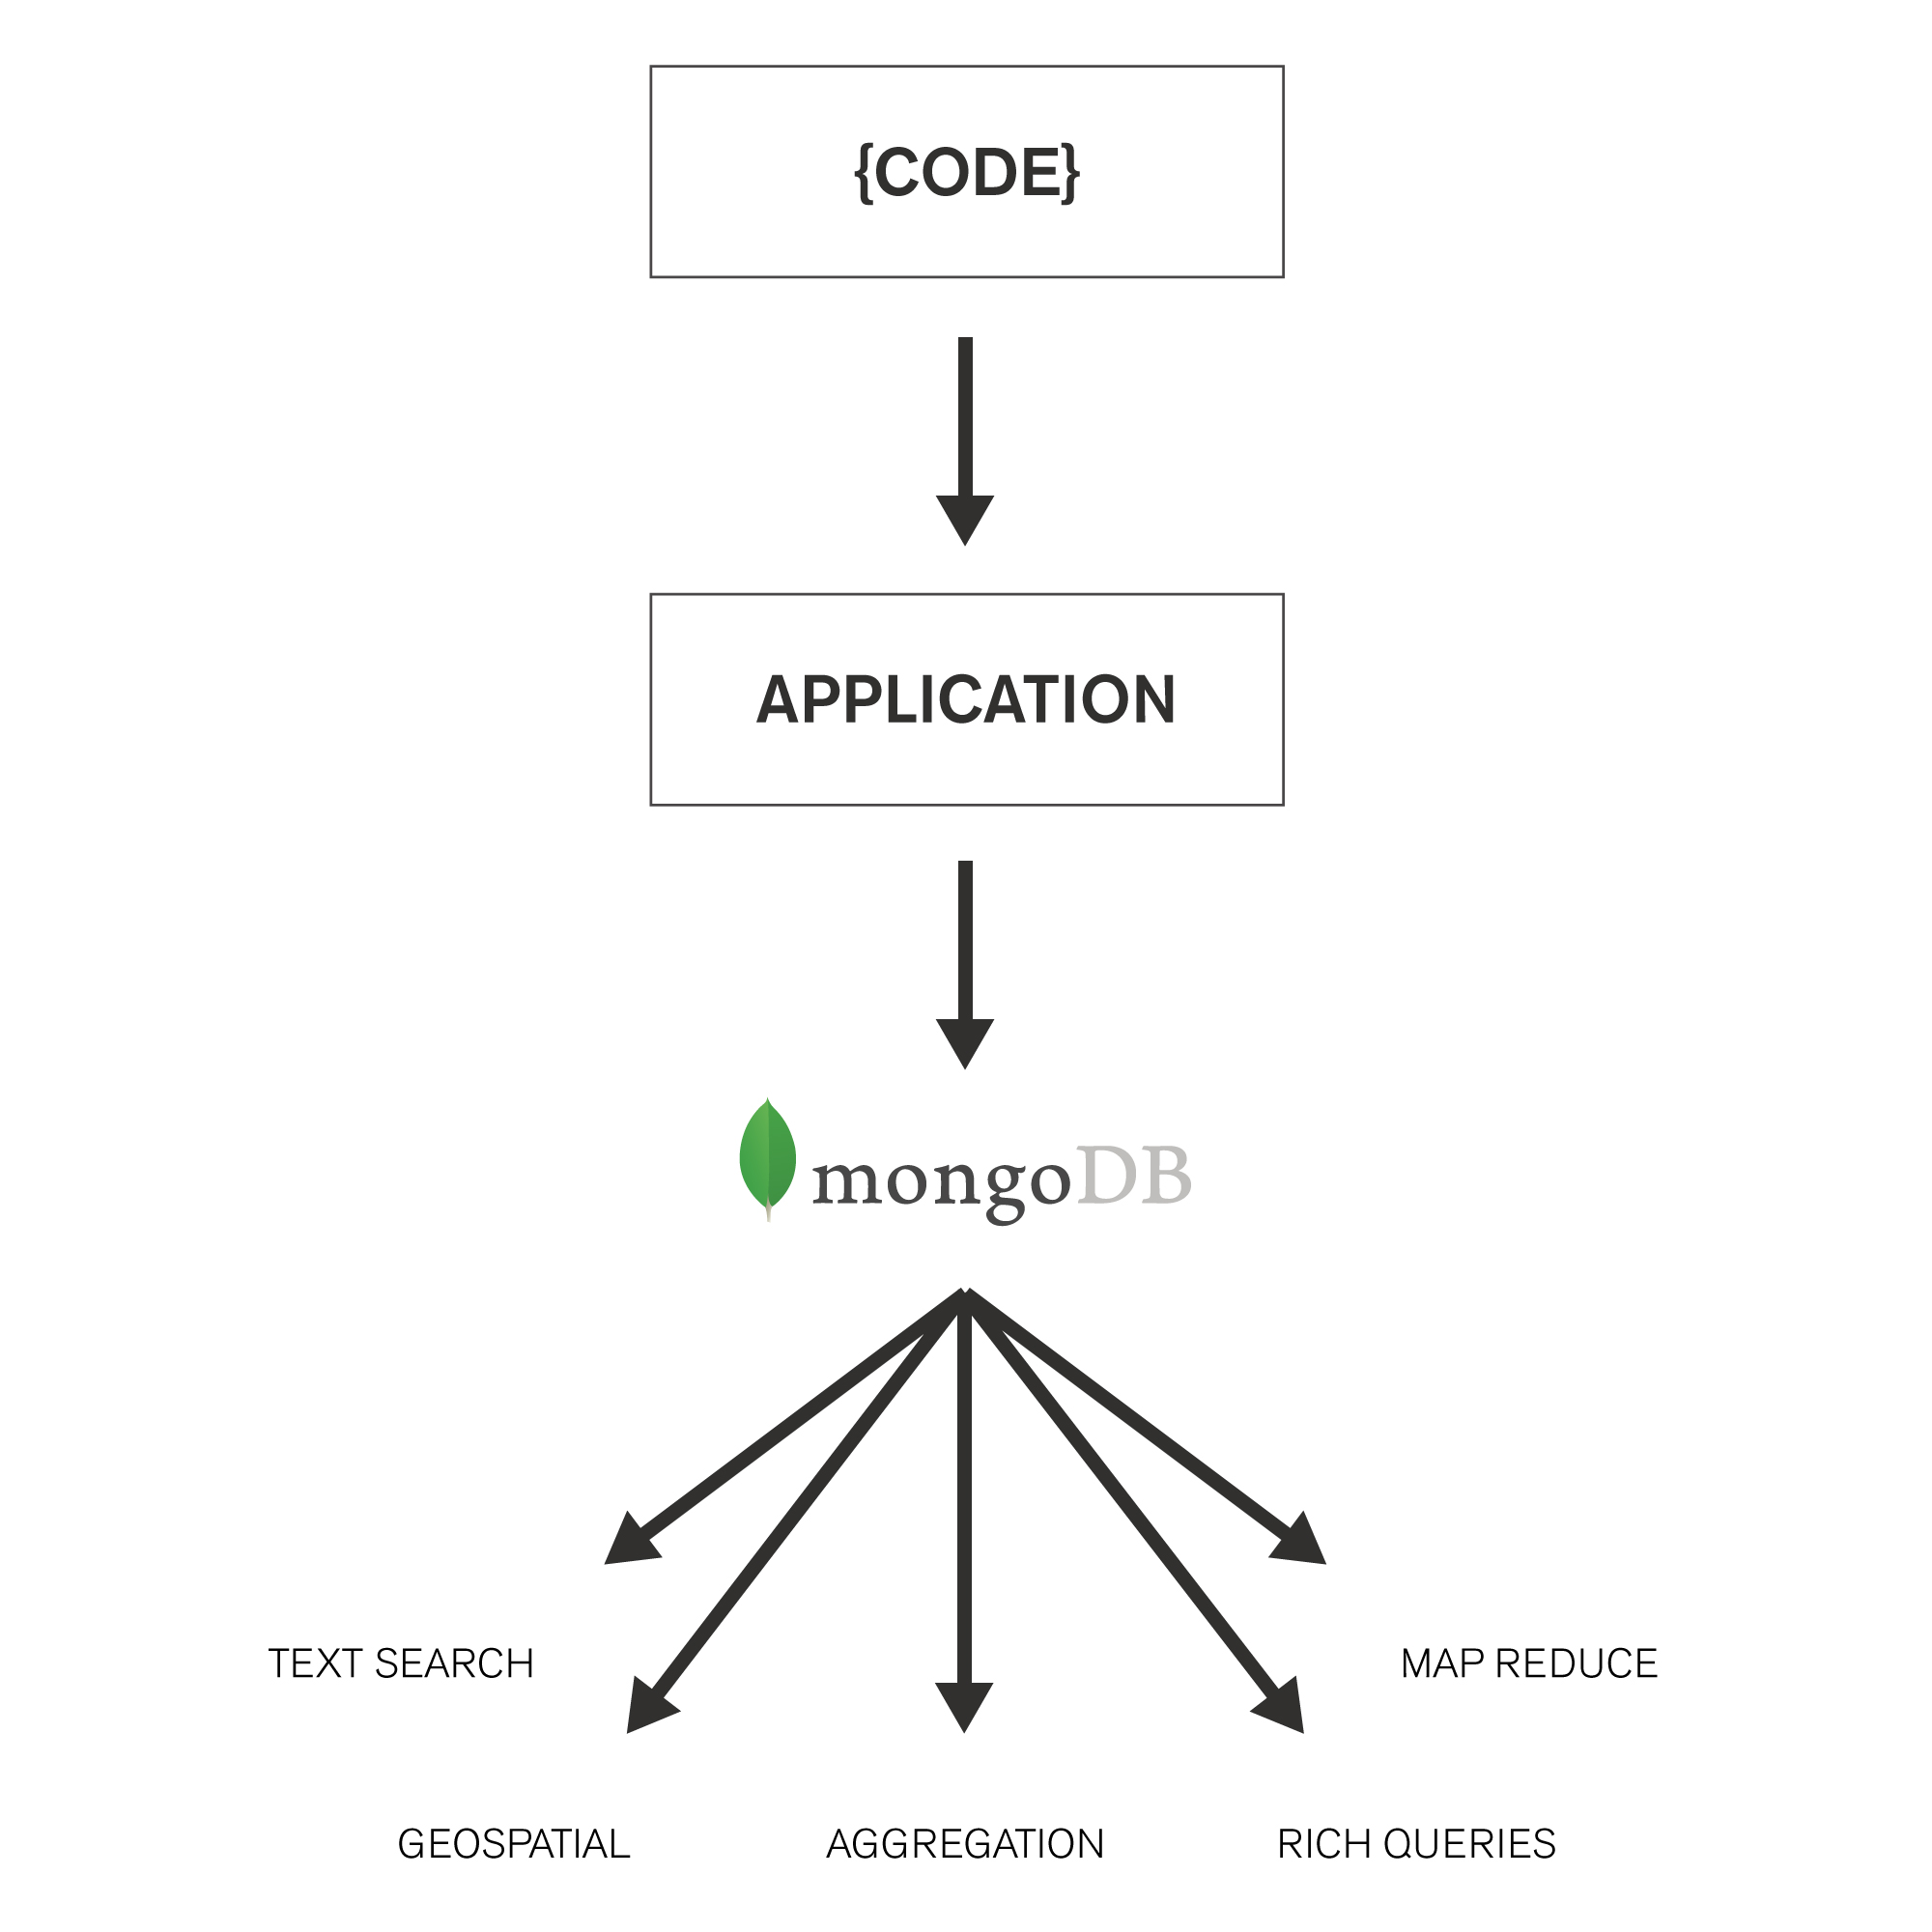 {CODE}
APPLICATION
mongoDB
TEXT SEARCH
MAP REDUCE
GEOSPATIAL
AGGREGATION
RICH QUERIES